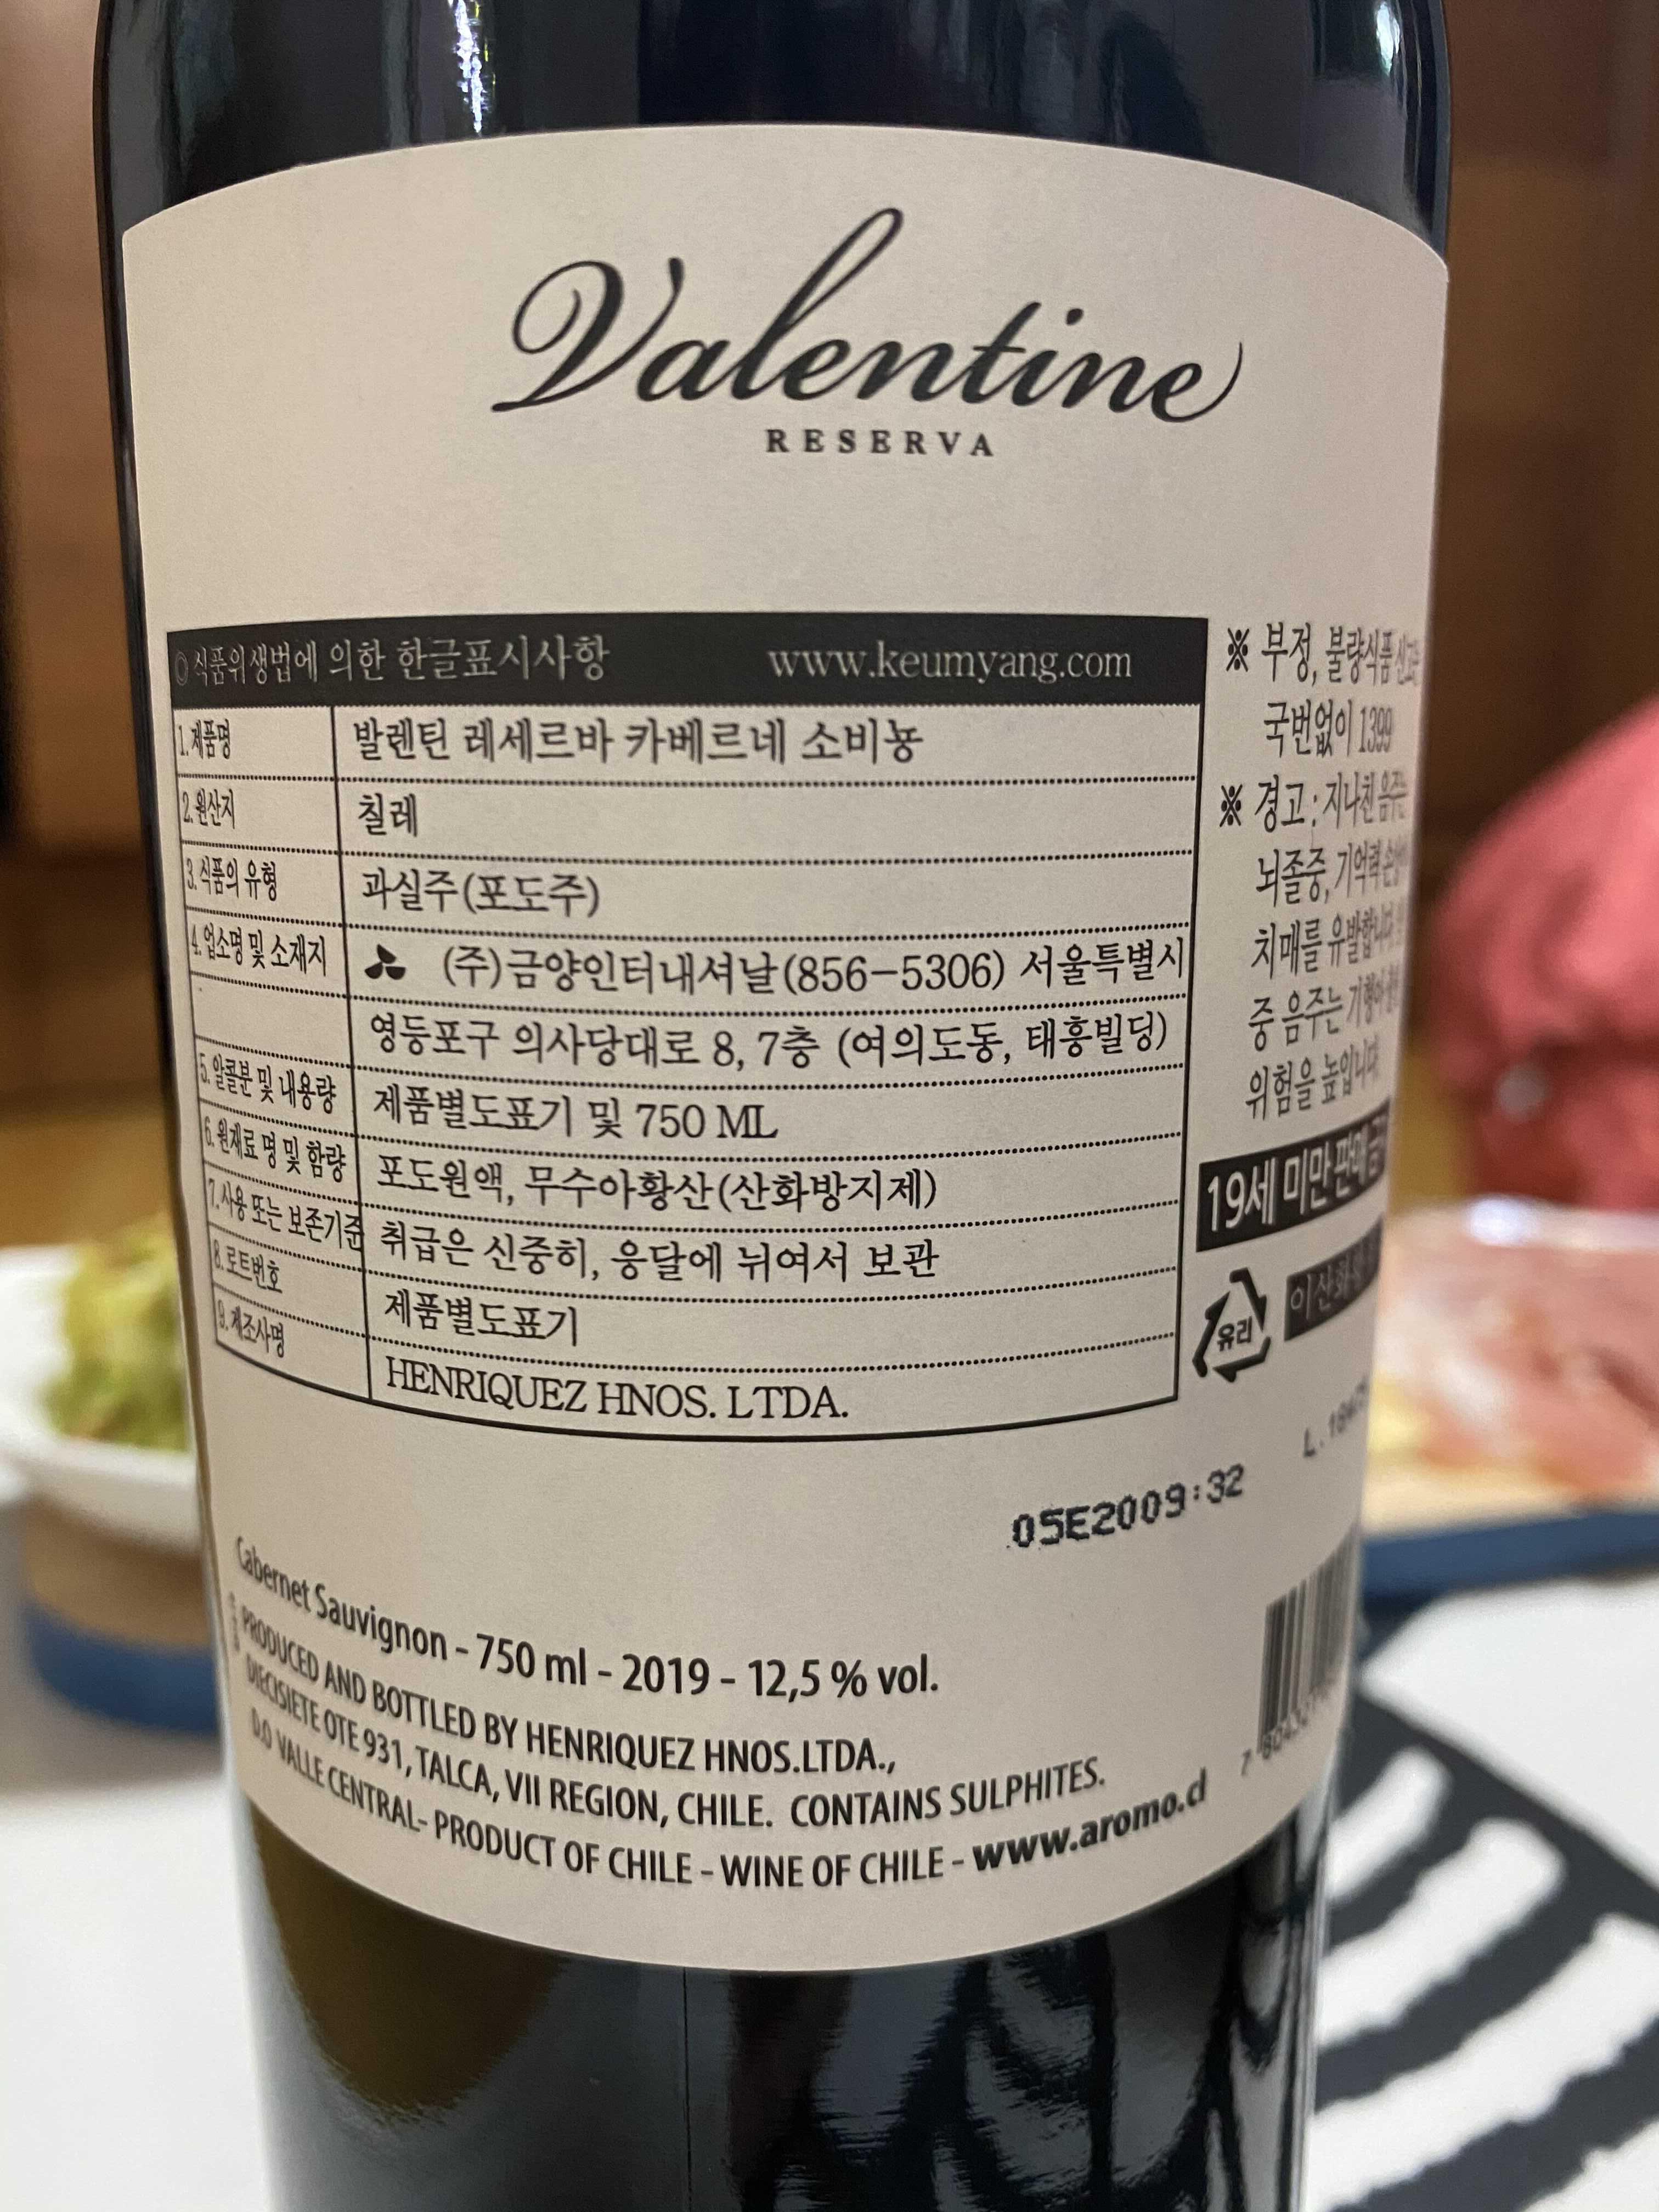 Valentine
RESERVA
◎ 식품위생법에 의한 한글표시사항 www.keumyang.com
1. 제품명 발렌틴 레세르바 카베르네 소비뇽
2. 원산지 칠레
3. 식품의 유형 과실주(포도주)
4. 업소명 및 소재지 (주)금양인터내셔날(856-5306) 서울특별시
영등포구 의사당대로 8, 7층 (여의도동, 태흥빌딩)
5. 알콜분 및 내용량 제품별도표기 및 750 ML
6. 원재료 명 및 함량 포도원액, 무수아황산(산화방지제)
7. 사용 또는 보존기준 취급은 신중히, 응달에 뉘여서 보관
8. 로트번호 제품별도표기
9. 제조사명 HENRIQUEZ HNOS. LTDA.
※ 부정, 불량식품
국번없이 1399
※ 경고 : 지나친 음주는
뇌졸중, 기억력
치매를 유발합니다
중 음주는
위험을 높입니다
19세 미만 판매
유리
05E2009:32
Cabernet Sauvignon - 750 ml - 2019 - 12,5 % vol.
PRODUCED AND BOTTLED BY HENRIQUEZ HNOS.LTDA.,
DIECISIETE OTE 931, TALCA, VII REGION, CHILE. CONTAINS SULPHITES.
D.O VALLE CENTRAL- PRODUCT OF CHILE - WINE OF CHILE - www.aromo.cl